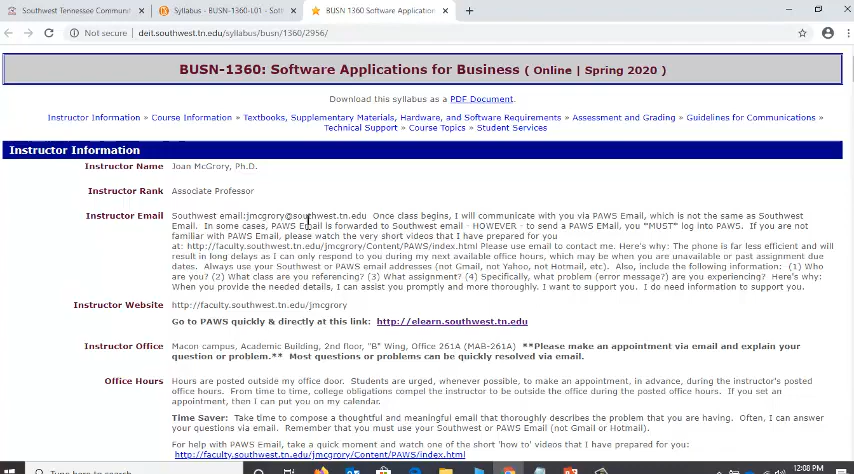 Southwest Tennessee Communit
Syllabus - BUSN-1360-L01 - Sott
BUSN 1360 Software Application
Not secure deit.southwest.tn.edu/syllabus/busn/1360/2956/
BUSN-1360: Software Applications for Business ( Online | Spring 2020 )
Download this syllabus as a PDF Document.
Instructor Information » Course Information » Textbooks, Supplementary Materials, Hardware, and Software Requirements » Assessment and Grading » Guidelines for Communications »
Technical Support » Course Topics » Student Services
Instructor Information
Instructor Name Joan McGrory, Ph.D.
Instructor Rank Associate Professor
Instructor Email Southwest email:jmcgrory@southwest.tn.edu Once class begins, I will communicate with you via PAWS Email, which is not the same as Southwest
Email. In some cases, PAWS Email is forwarded to Southwest email - HOWEVER - to send a PAWS EMail, you "MUST" log into PAWS. If you are not
familiar with PAWS Email, please watch the very short videos that I have prepared for you
at: http://faculty.southwest.tn.edu/jmcgrory/Content/PAWS/index.html Please use email to contact me. Here's why: The phone is far less efficient and will
result in long delays as I can only respond to you during my next available office hours, which may be when you are unavailable or past assignment due
dates. Always use your Southwest or PAWS email addresses (not Gmail, not Yahoo, not Hotmail, etc). Also, include the following information: (1) Who
are you? (2) What class are you referencing? (3) What assignment? (4) Specifically, what problem (error message?) are you experiencing? Here's why:
When you provide the needed details, I can assist you promptly and more thoroughly. I want to support you. I do need information to support you.
Instructor Website http://faculty.southwest.tn.edu/jmcgrory
Go to PAWS quickly & directly at this link: http://elearn.southwest.tn.edu
Instructor Office Macon campus, Academic Building, 2nd floor, "B" Wing, Office 261A (MAB-261A) **Please make an appointment via email and explain your
question or problem.** Most questions or problems can be quickly resolved via email.
Office Hours Hours are posted outside my office door. Students are urged, whenever possible, to make an appointment, in advance, during the instructor's posted
office hours. From time to time, college obligations compel the instructor to be outside the office during the posted office hours. If you set an
appointment, then I can put you on my calendar.
Time Saver: Take time to compose a thoughtful and meaningful email that thoroughly describes the problem that you are having. Often, I can answer
your questions via email. Remember that you must use your Southwest or PAWS email (not Gmail or Hotmail).
For help with PAWS Email, take a quick moment and watch one of the short 'how to' videos that I have prepared for you:
http://faculty.southwest.tn.edu/jmcgrory/Content/PAWS/index.html
Type here to search
12:08 PM